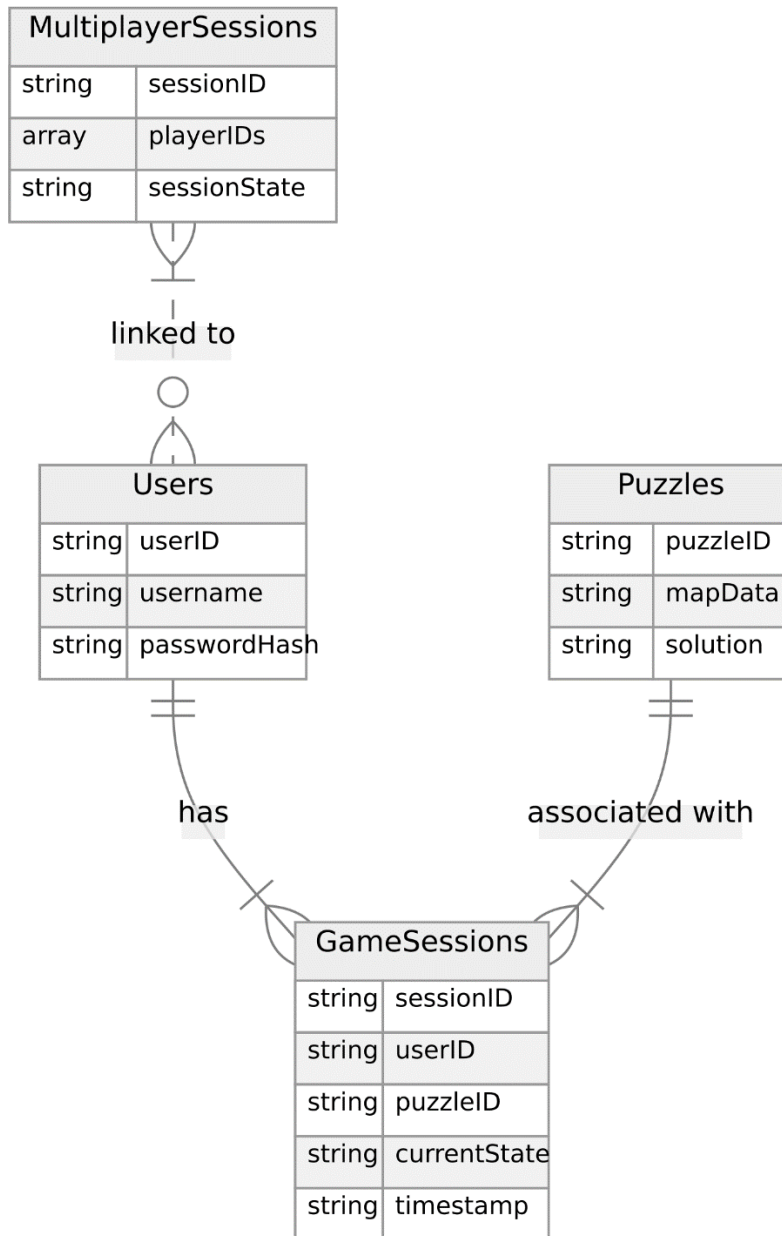 MultiplayerSessions
string sessionID
array playerIDs
string sessionState
linked to
Users
string userID
string username
string passwordHash
Puzzles
string puzzleID
string mapData
string solution
has
associated with
GameSessions
string sessionID
string userID
string puzzleID
string currentState
string timestamp